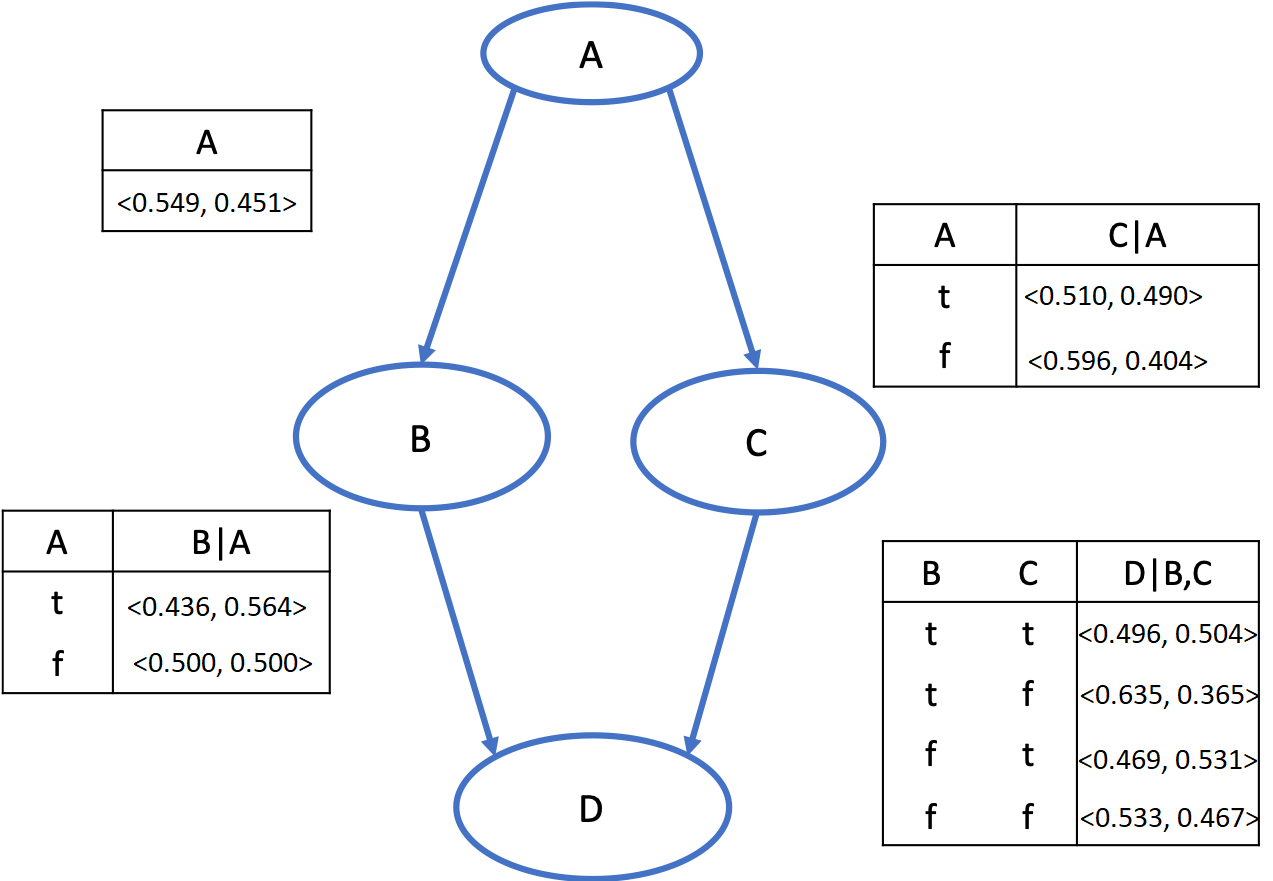 A
A
<0.549, 0.451>
A C|A
t <0.510, 0.490>
f <0.596, 0.404>
B
C
A B|A
t <0.436, 0.564>
f <0.500, 0.500>
B C D|B,C
t t <0.496, 0.504>
t f <0.635, 0.365>
f t <0.469, 0.531>
f f <0.533, 0.467>
D